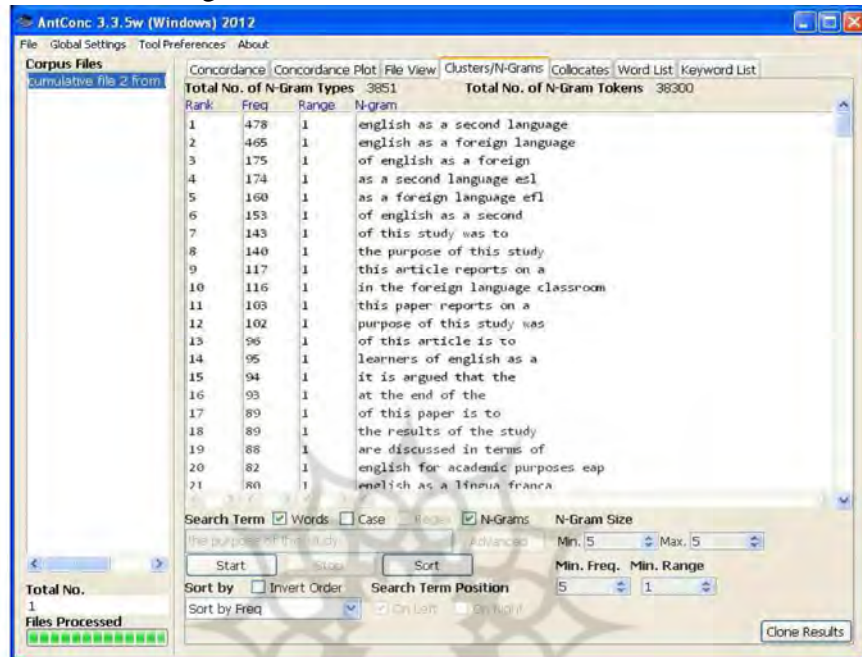 AntConc 3.3.5w (Windows) 2012
File Global Settings Tool Preferences About
Corpus Files
cumulative file 2 from
Concordance Concordance Plot File View Clusters/N-Grams Collocates Word List Keyword List
Total No. of N-Gram Types 3851 Total No. of N-Gram Tokens 38300
Rank Freq Range N-gram
1 478 1 english as a second language
2 465 1 english as a foreign language
3 175 1 of english as a foreign
4 174 1 as a second language esl
5 160 1 as a foreign language efl
6 153 1 of english as a second
7 143 1 of this study was to
8 140 1 the purpose of this study
9 117 1 this article reports on a
10 116 1 in the foreign language classroom
11 103 1 this paper reports on a
12 102 1 purpose of this study was
13 96 1 of this article is to
14 95 1 learners of english as a
15 94 1 it is argued that the
16 93 1 at the end of the
17 89 1 of this paper is to
18 89 1 the results of the study
19 88 1 are discussed in terms of
20 82 1 english for academic purposes eap
21 80 1 english as a lingua franca
Search Term Words Case Regex N-Grams N-Gram Size
the purpose of this study Advanced Min. 5 Max. 5
Start Stop Sort Min. Freq. Min. Range
Sort by Invert Order Search Term Position 5 1
Sort by Freq On Left On Right
Total No.
1
Files Processed
Clone Results